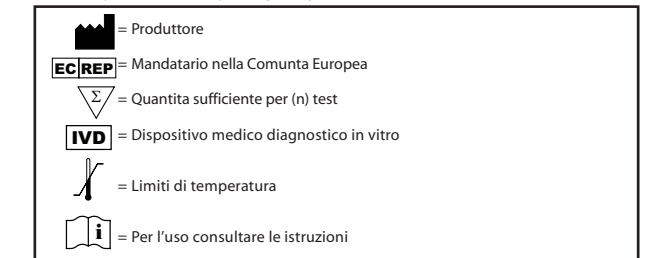 = Produttore
EC REP = Mandatario nella Comunta Europea
Σ = Quantita sufficiente per (n) test
IVD = Dispositivo medico diagnostico in vitro
= Limiti di temperatura
i = Per l'uso consultare le istruzioni